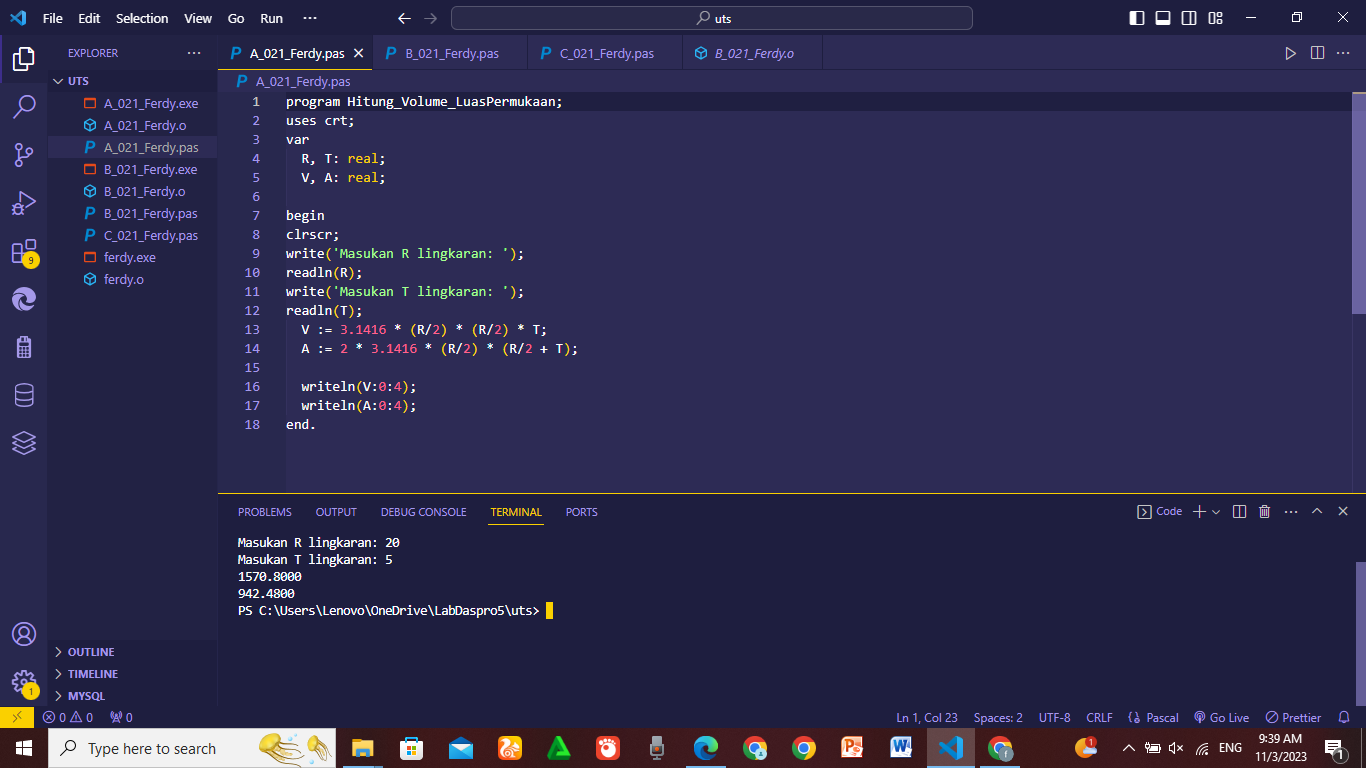 File Edit Selection View Go Run ··· uts
EXPLORER ···
A_021_Ferdy.pas B_021_Ferdy.pas C_021_Ferdy.pas B_021_Ferdy.o
UTS
A_021_Ferdy.exe
A_021_Ferdy.o
A_021_Ferdy.pas
B_021_Ferdy.exe
B_021_Ferdy.o
B_021_Ferdy.pas
C_021_Ferdy.pas
ferdy.exe
ferdy.o
OUTLINE
TIMELINE
MYSQL
9
1
A_021_Ferdy.pas
1 program Hitung_Volume_LuasPermukaan;
2 uses crt;
3 var
4   R, T: real;
5   V, A: real;
6
7 begin
8 clrscr;
9 write('Masukan R lingkaran: ');
10 readln(R);
11 write('Masukan T lingkaran: ');
12 readln(T);
13   V := 3.1416 * (R/2) * (R/2) * T;
14   A := 2 * 3.1416 * (R/2) * (R/2 + T);
15
16   writeln(V:0:4);
17   writeln(A:0:4);
18 end.
PROBLEMS OUTPUT DEBUG CONSOLE TERMINAL PORTS Code
Masukan R lingkaran: 20
Masukan T lingkaran: 5
1570.8000
942.4800
PS C:\Users\Lenovo\OneDrive\LabDaspro5\uts>
0 0 0 Ln 1, Col 23 Spaces: 2 UTF-8 CRLF Pascal Go Live Prettier
Type here to search
1
ENG
9:39 AM
11/3/2023
1